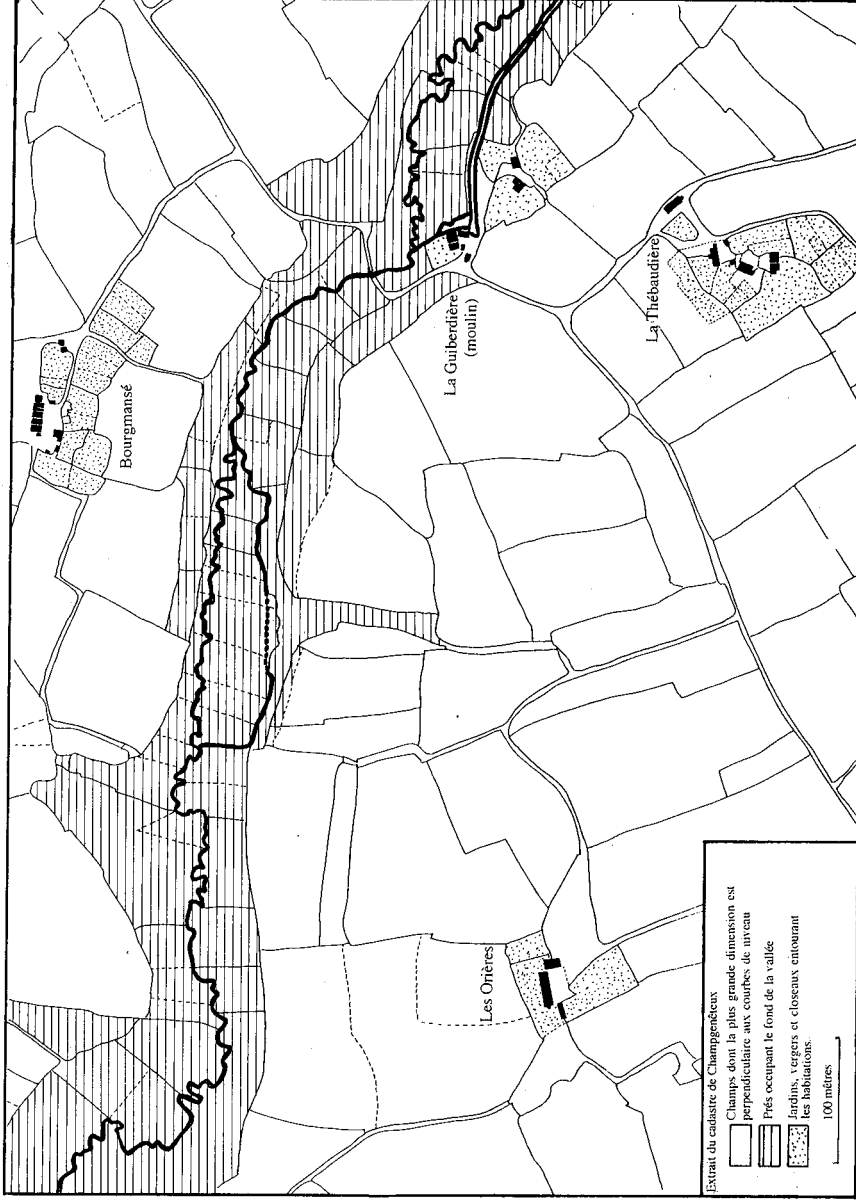 Bourgmansé
La Guiberdière
(moulin)
La Thébaudière
Les Orières
Extrait du cadastre de Champgenéteux
Champs dont la plus grande dimension est
perpendiculaire aux courbes de niveau
Prés occupant le fond de la vallée
Jardins, vergers et closeaux entourant
les habitations.
100 mètres